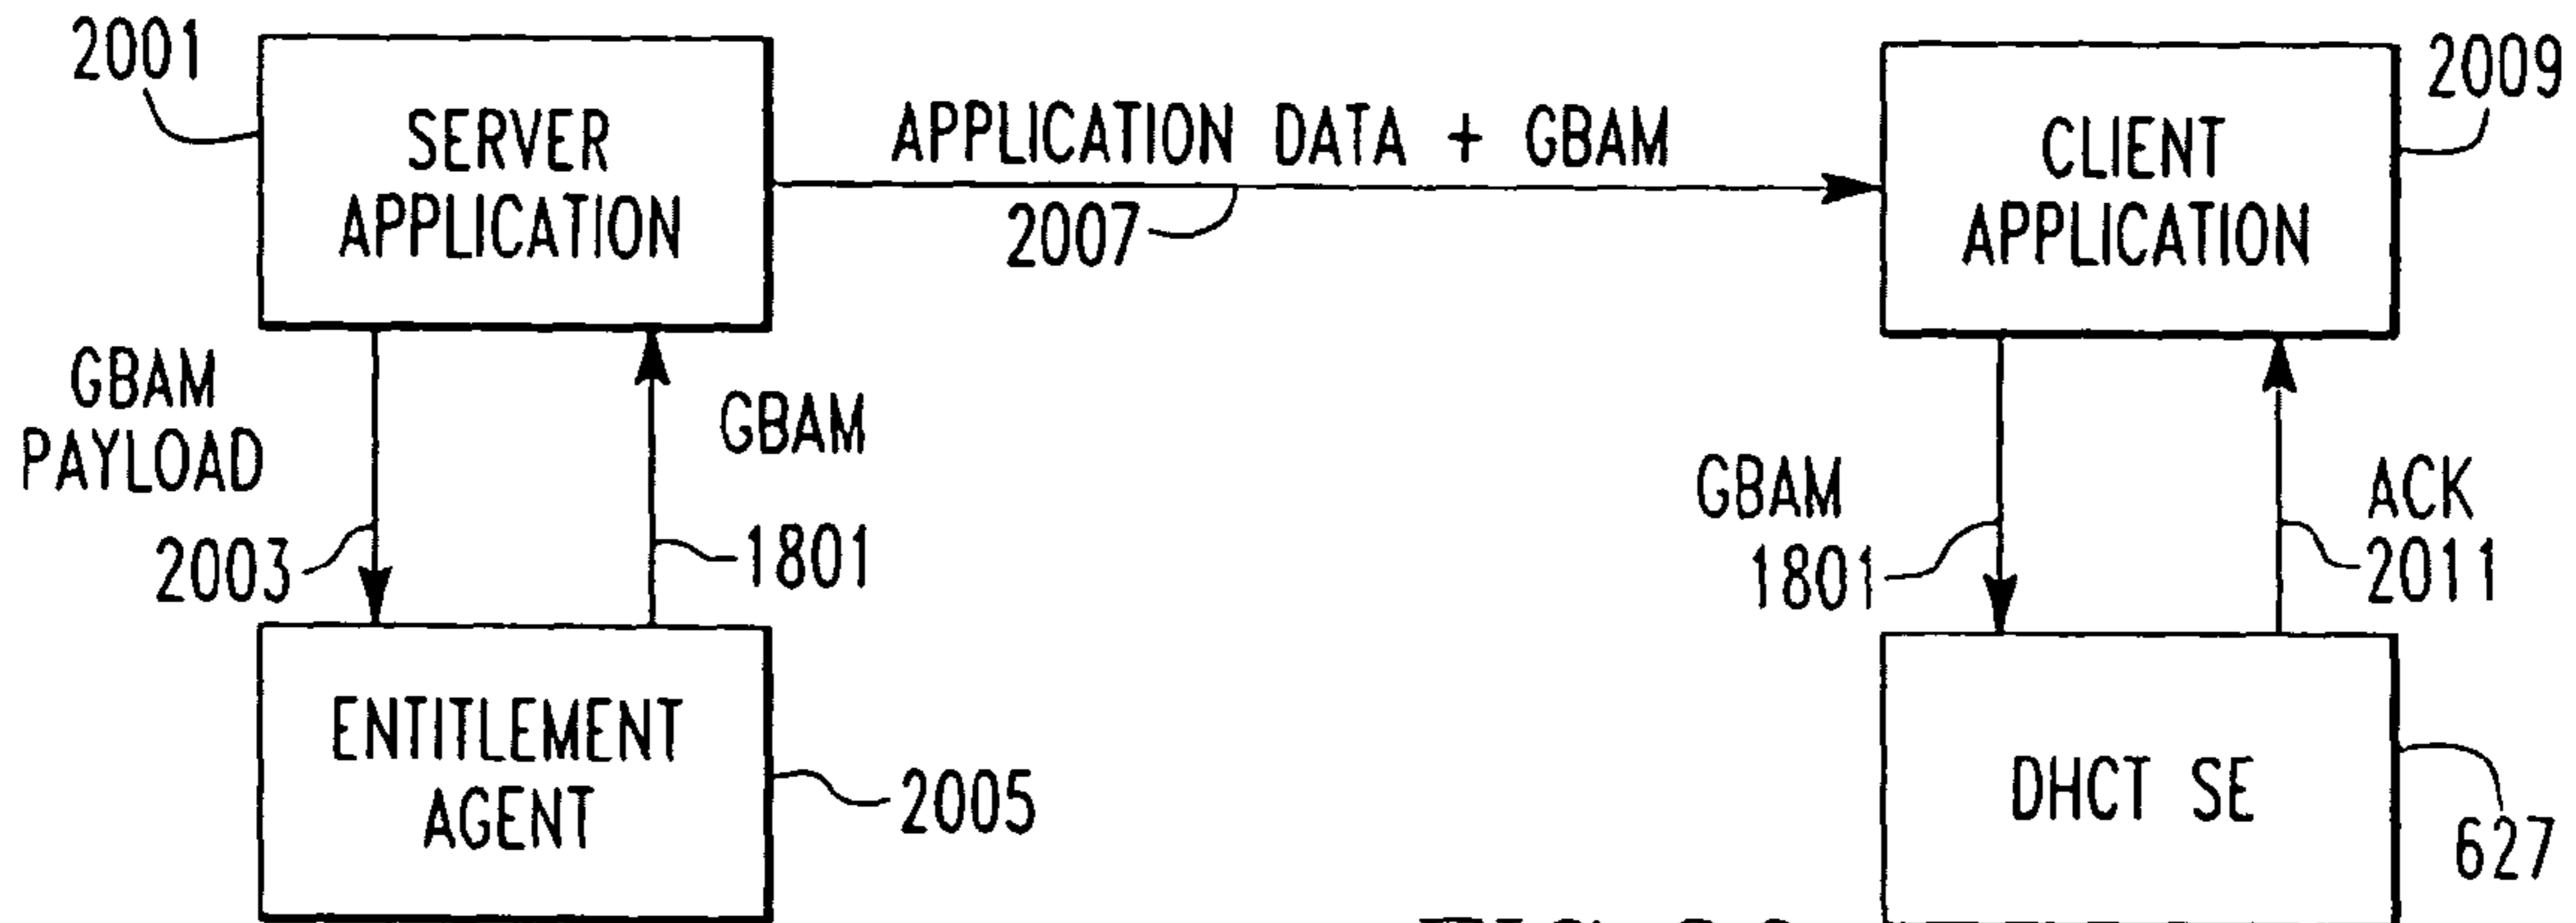 2001
SERVER
APPLICATION
APPLICATION DATA + GBAM
2007
2009
CLIENT
APPLICATION
GBAM
PAYLOAD
2003
GBAM
1801
GBAM
1801
ACK
2011
ENTITLEMENT
AGENT
2005
DHCT SE
627